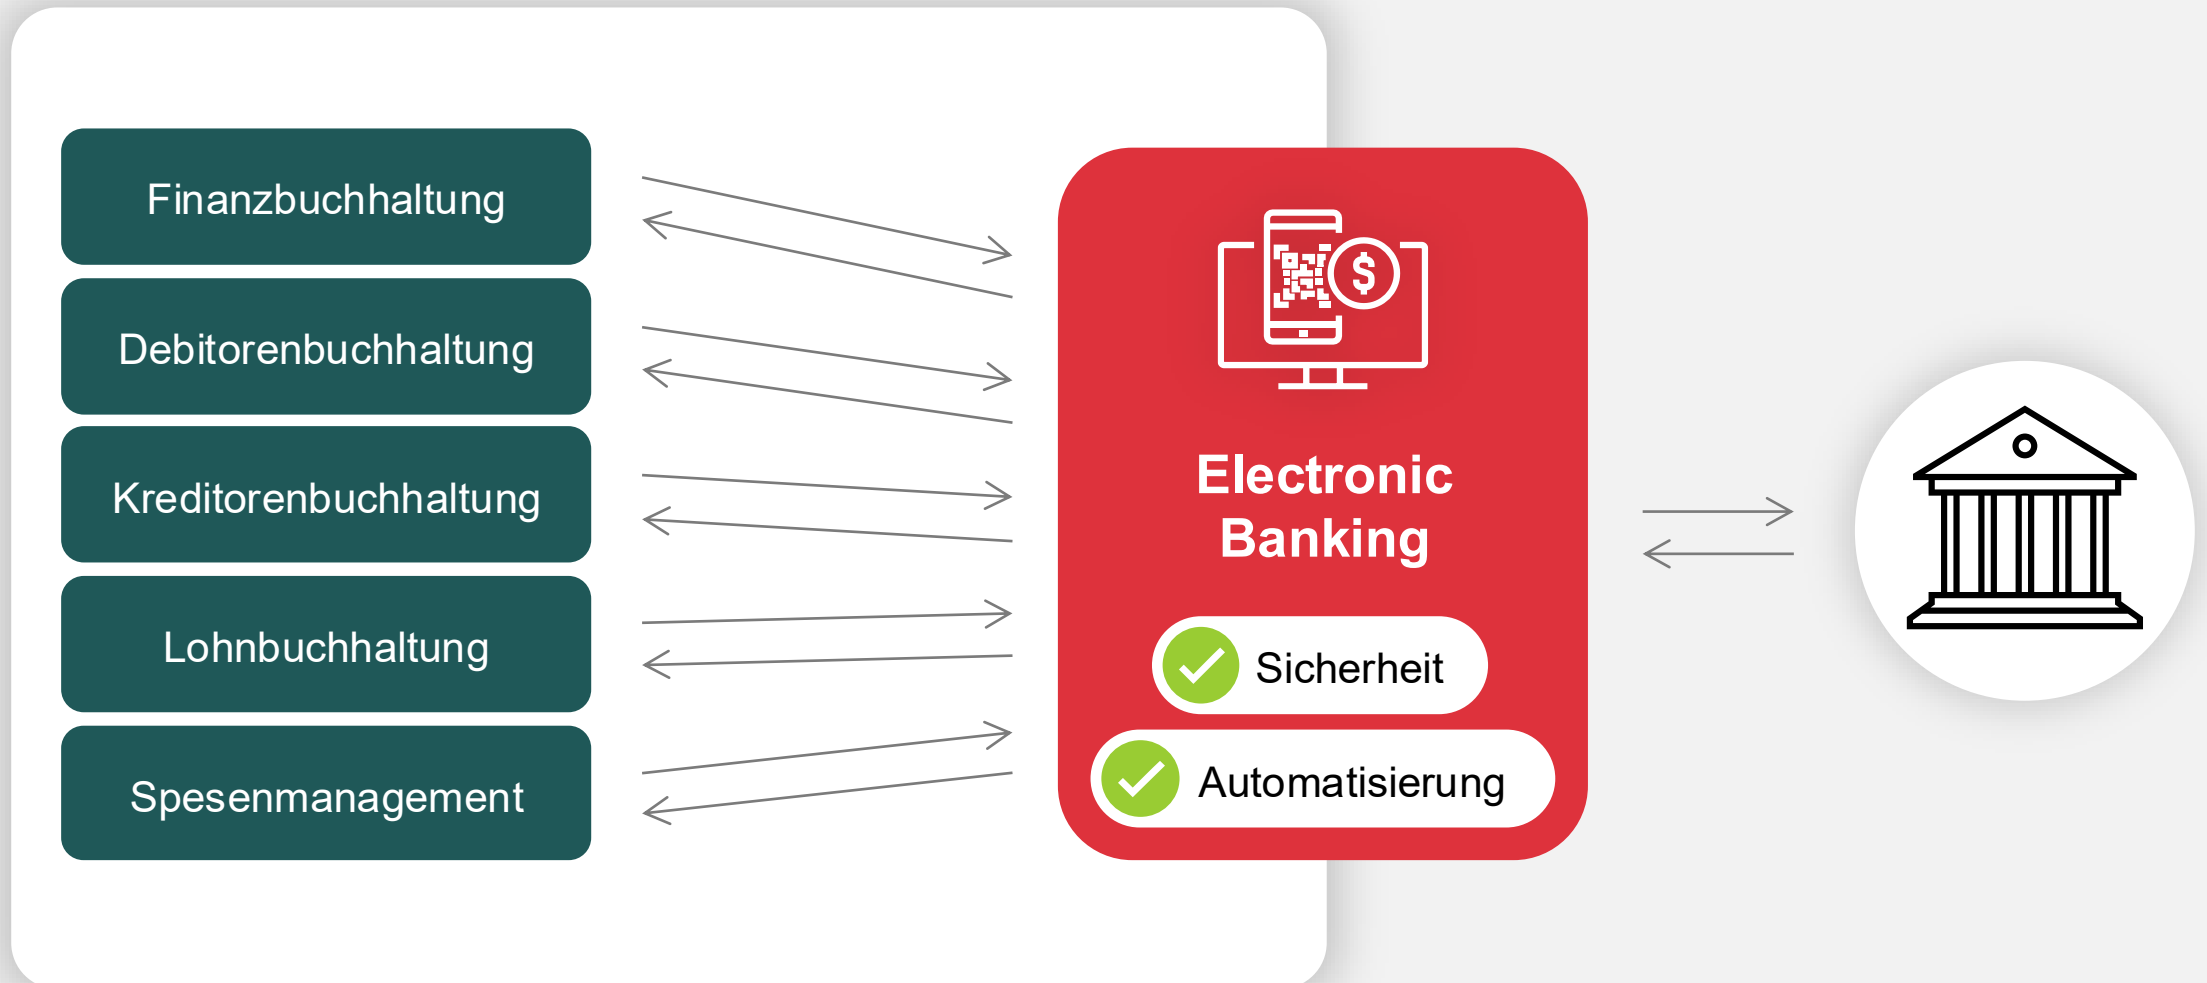 Finanzbuchhaltung
Debitorenbuchhaltung
Kreditorenbuchhaltung
Lohnbuchhaltung
Spesenmanagement
$
Electronic
Banking
Sicherheit
Automatisierung